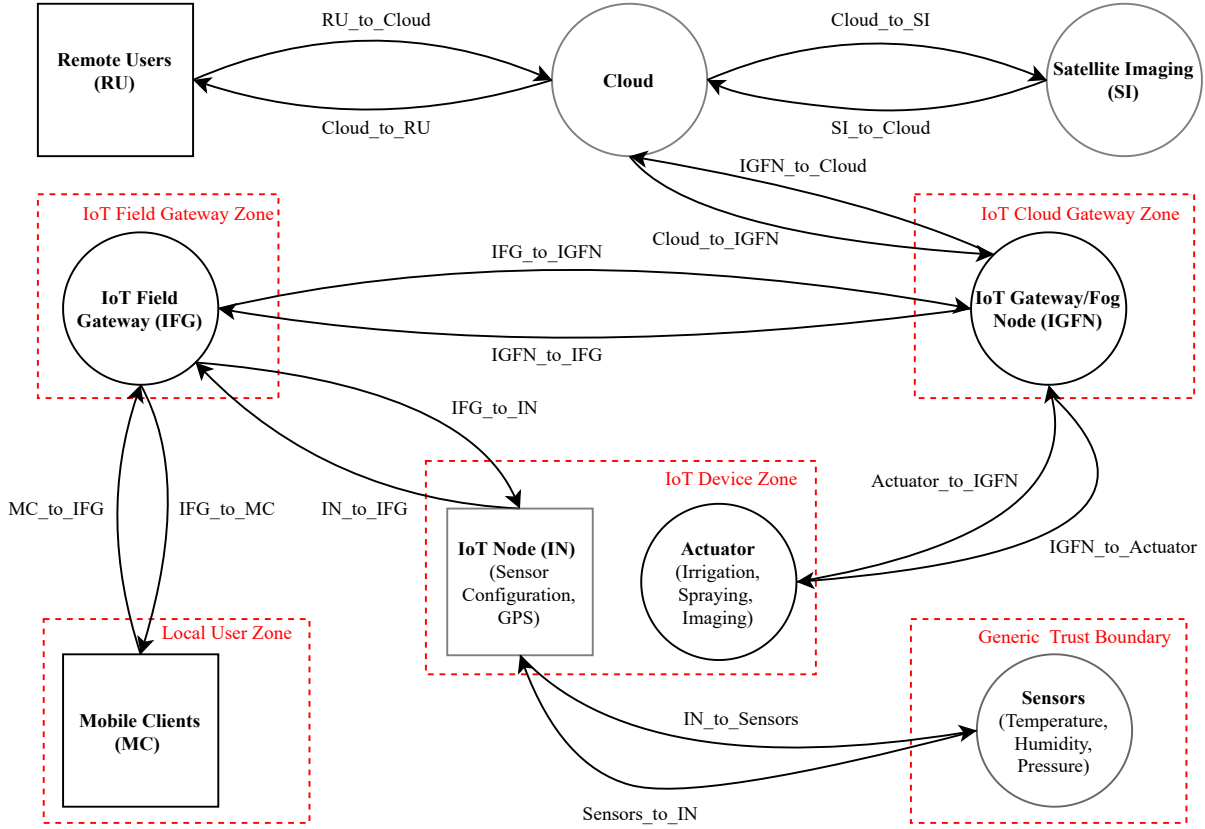 RU_to_Cloud
Cloud_to_SI
Remote Users
(RU)
Cloud
Satellite Imaging
(SI)
Cloud_to_RU
SI_to_Cloud
IGFN_to_Cloud
IoT Field Gateway Zone
IoT Cloud Gateway Zone
Cloud_to_IGFN
IFG_to_IGFN
IoT Field
Gateway (IFG)
IoT Gateway/Fog
Node (IGFN)
IGFN_to_IFG
IFG_to_IN
IoT Device Zone
Actuator_to_IGFN
MC_to_IFG
IFG_to_MC
IN_to_IFG
IoT Node (IN)
(Sensor
Configuration,
GPS)
Actuator
(Irrigation,
Spraying,
Imaging)
IGFN_to_Actuator
Local User Zone
Generic Trust Boundary
Mobile Clients
(MC)
IN_to_Sensors
Sensors
(Temperature,
Humidity,
Pressure)
Sensors_to_IN